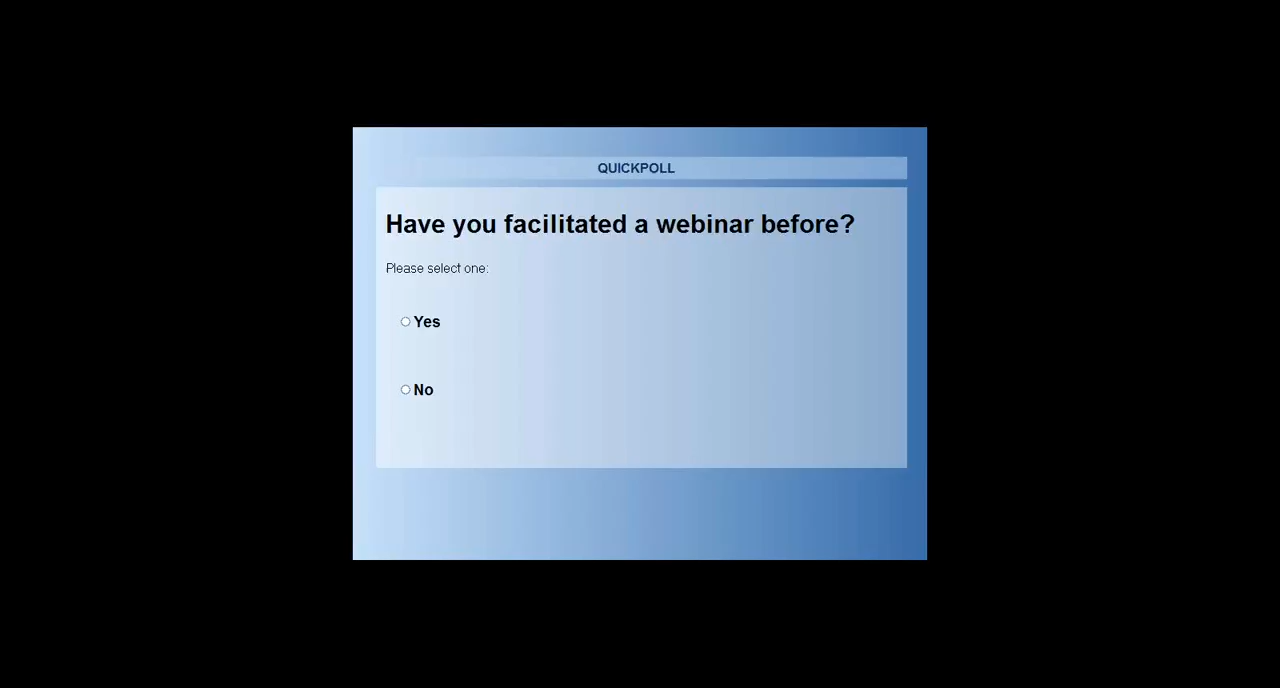 QUICKPOLL
Have you facilitated a webinar before?
Please select one:
Yes
No